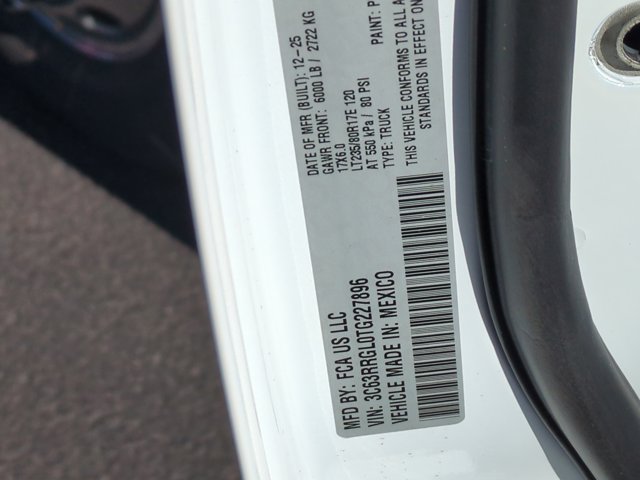 MFD BY: FCA US LLC
DATE OF MFR (BUILT): 12-25
GAWR FRONT: 6000 LB / 2722 KG
17X6.0
LT235/80R17E 120
AT 550 kPa / 80 PSI
TYPE: TRUCK
PAINT: P
VIN: 3C63RRGL0TG227896
VEHICLE MADE IN: MEXICO
THIS VEHICLE CONFORMS TO ALL A
STANDARDS IN EFFECT ON